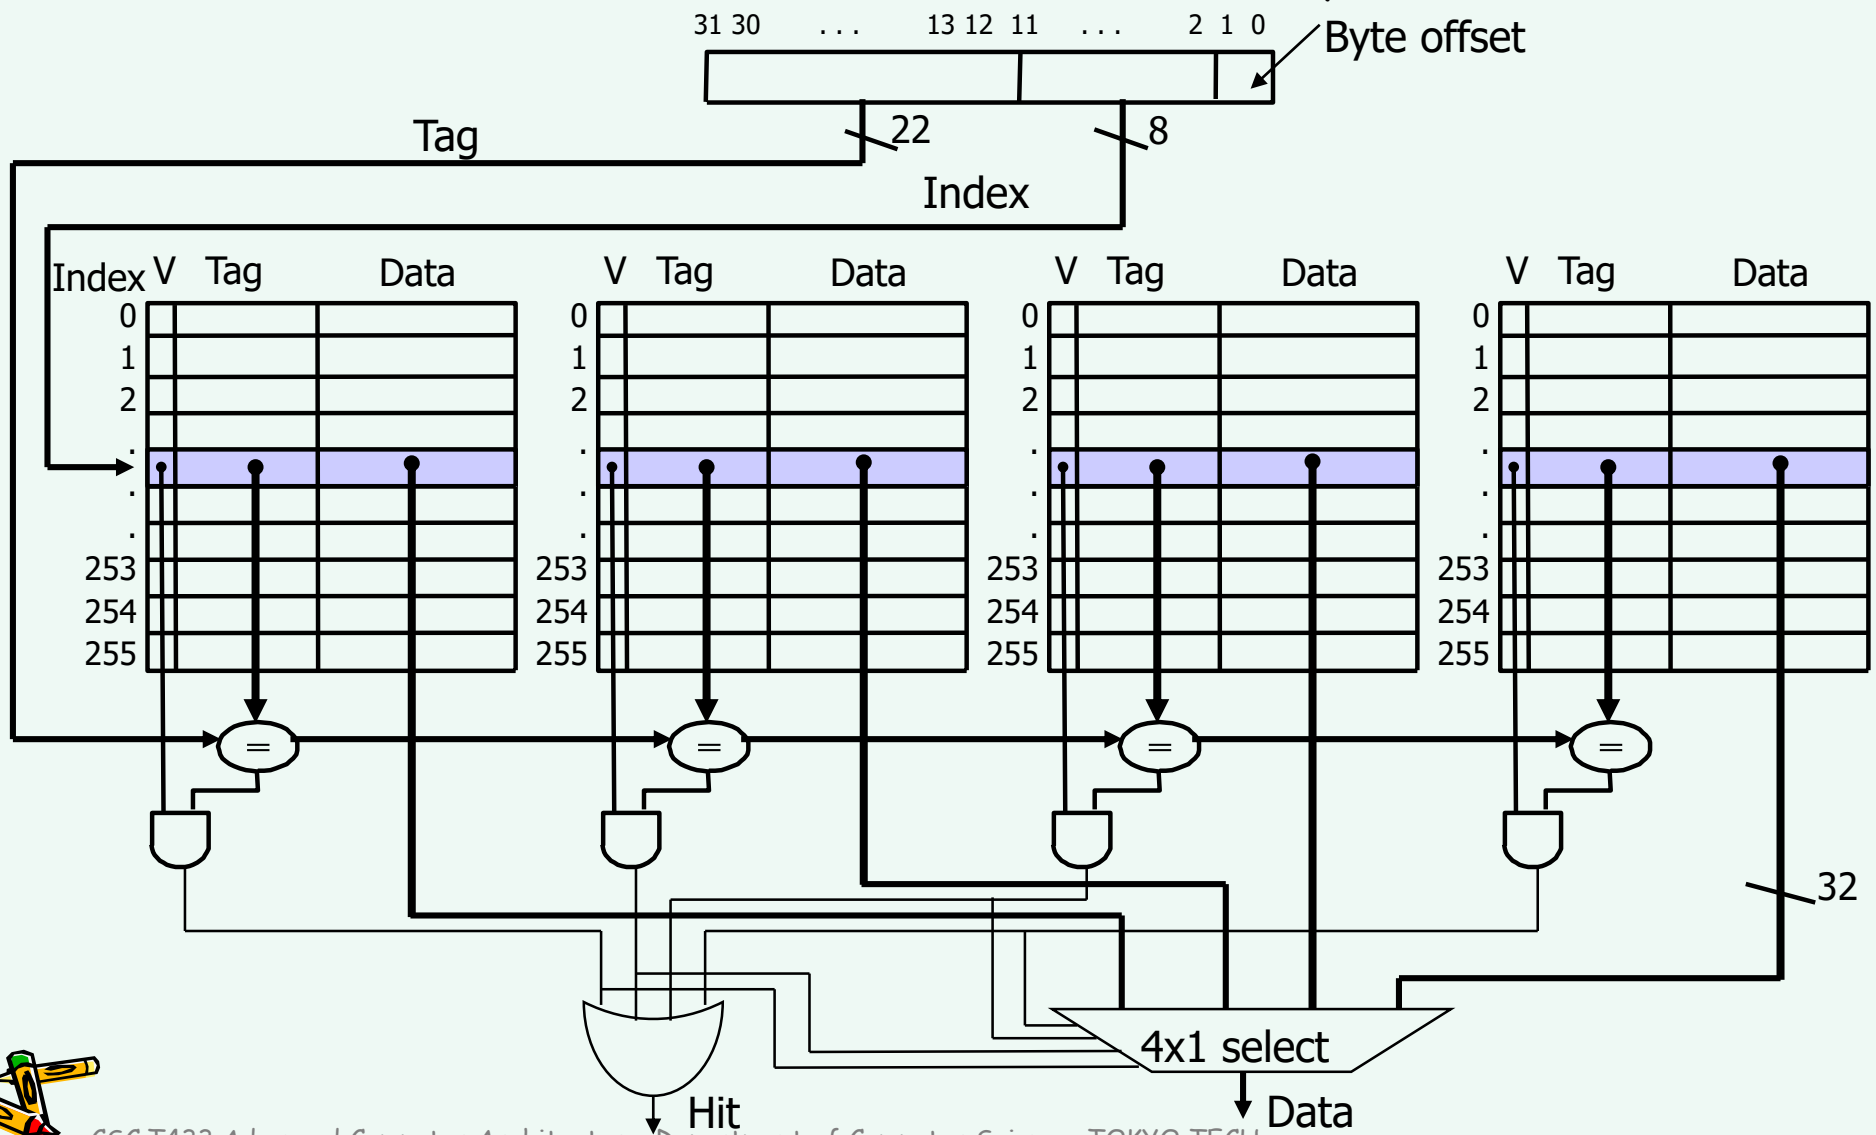 31 30 . . . 13 12 11 . . . 2 1 0
Byte offset
22
8
Tag
Index
Index V Tag Data V Tag Data V Tag Data V Tag Data
0 0 0 0
1 1 1 1
2 2 2 2
. . . .
. . . .
. . . .
253 253 253 253
254 254 254 254
255 255 255 255
= = = =
32
4x1 select
Hit
Data